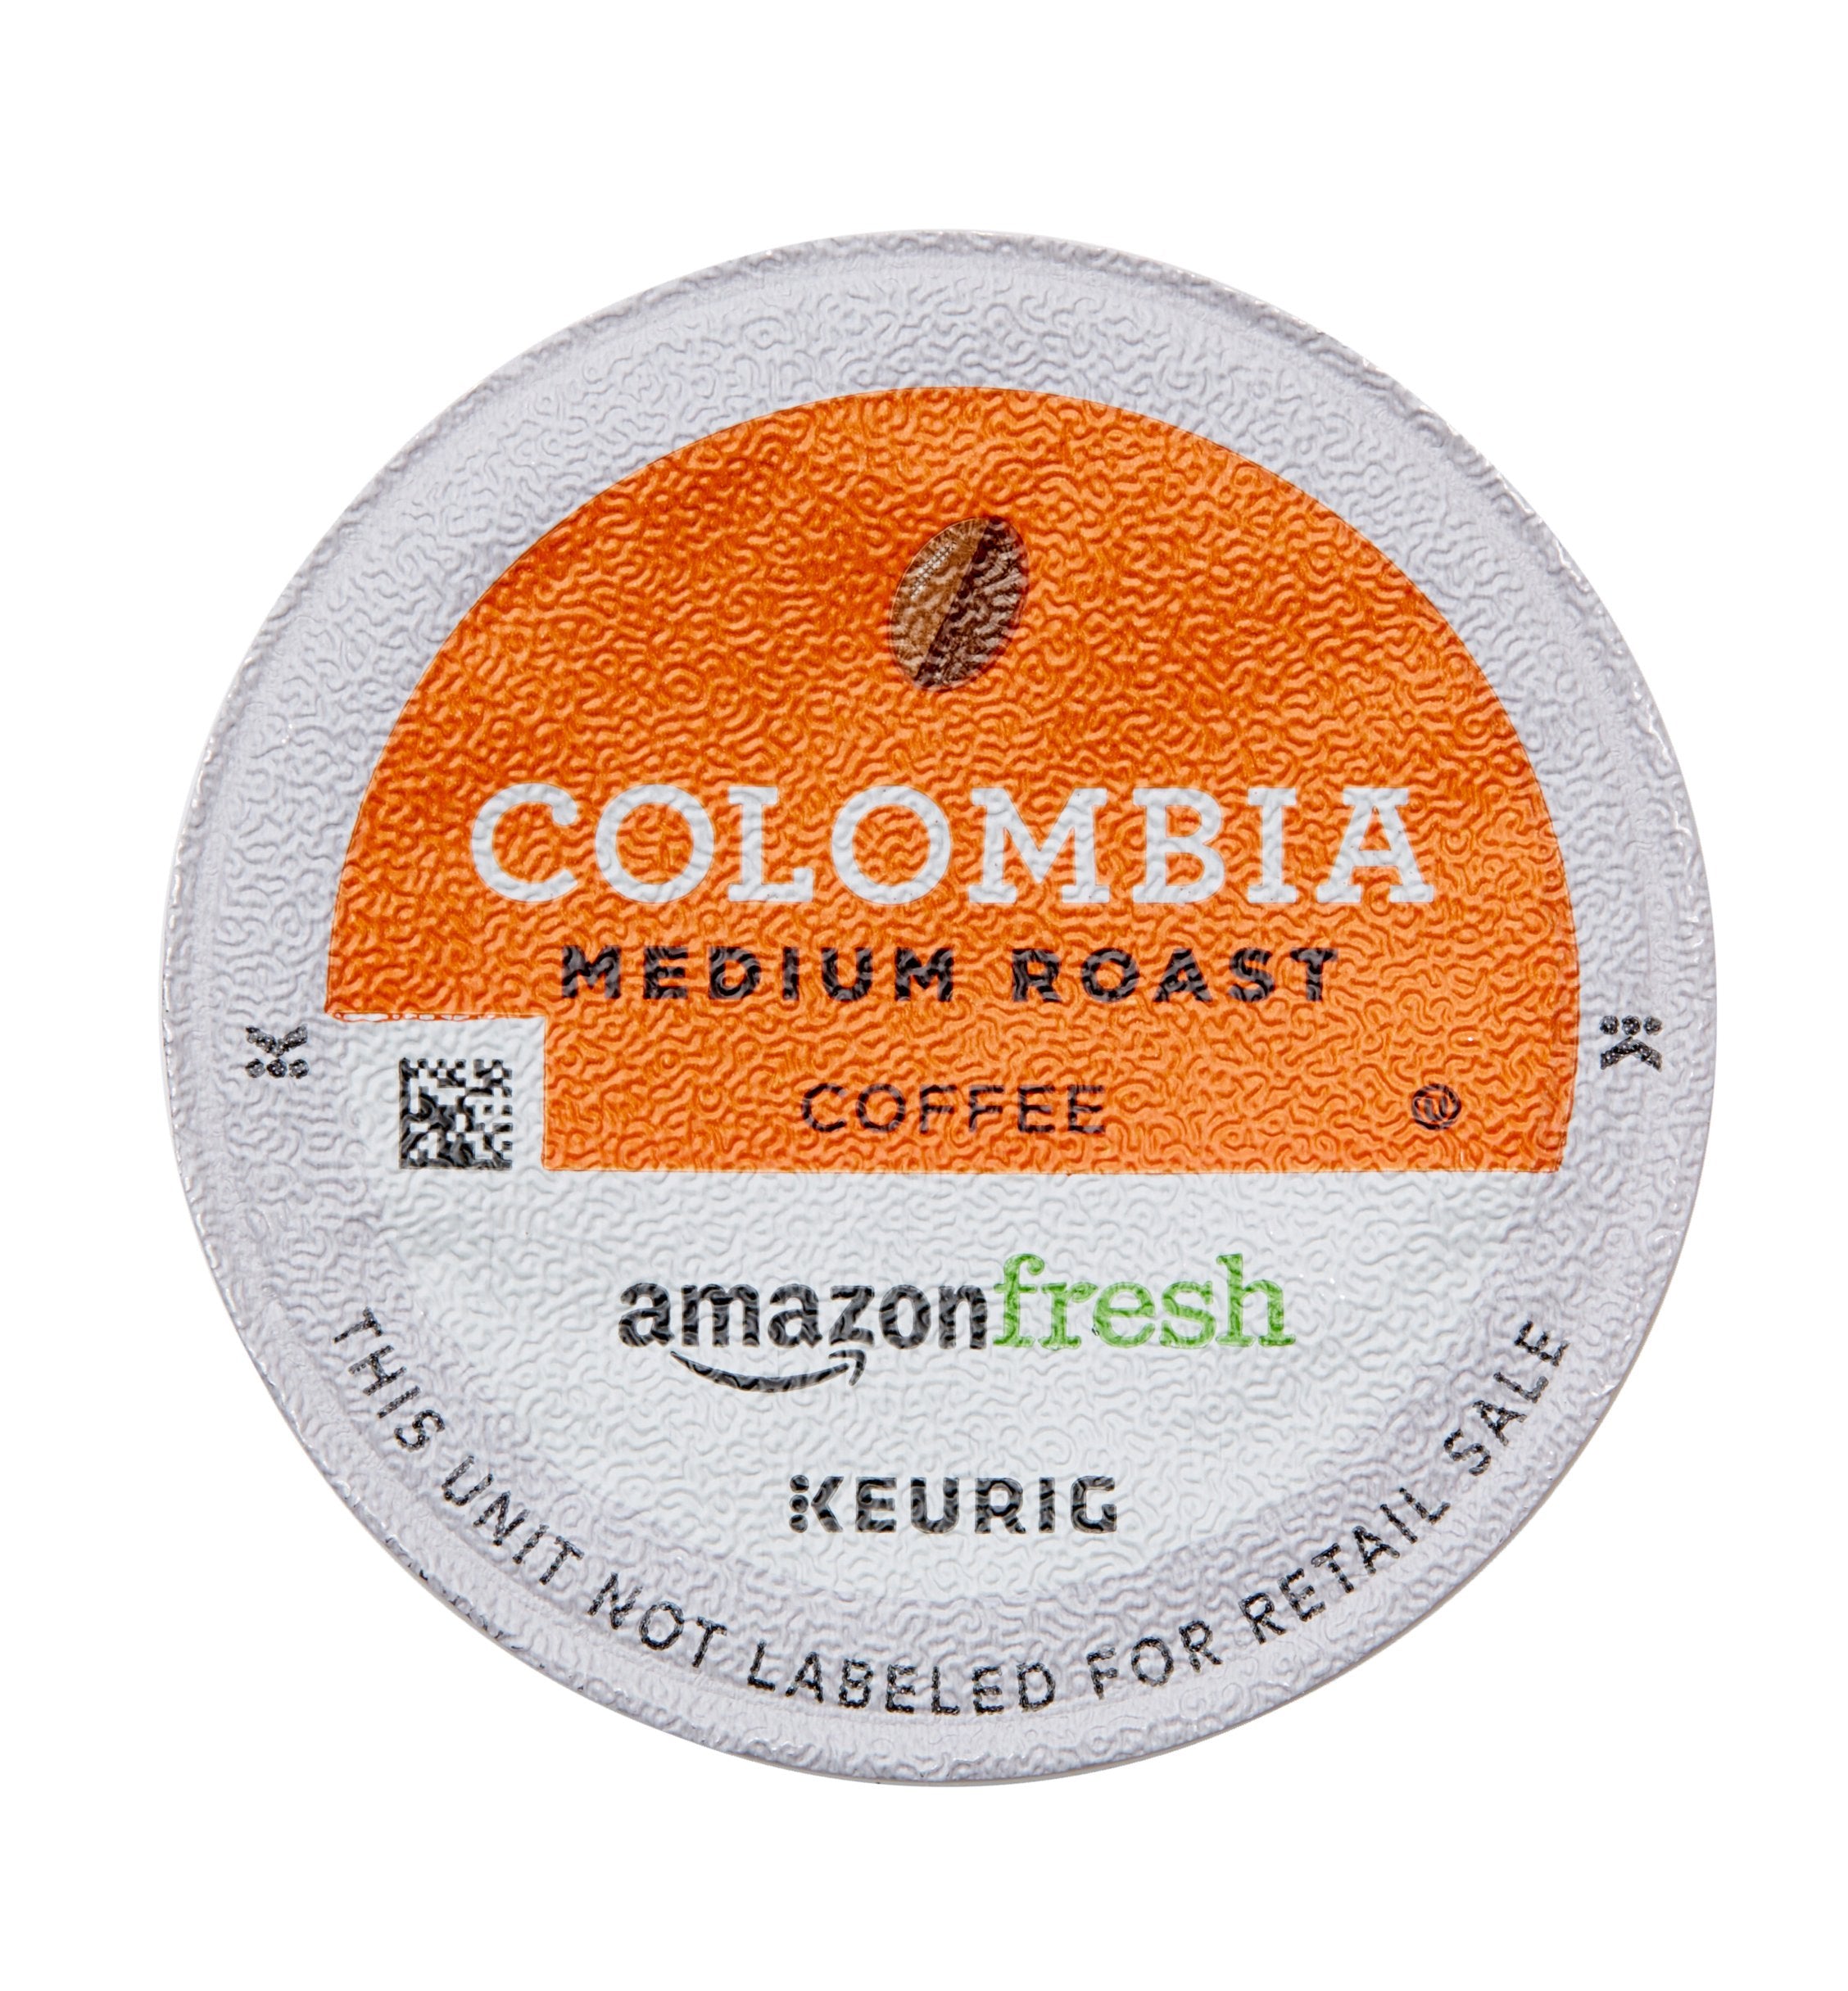 COLOMBIA
MEDIUM ROAST
COFFEE
K
K
amazonfresh
KEURIG
THIS UNIT NOT LABELED FOR RETAIL SALE